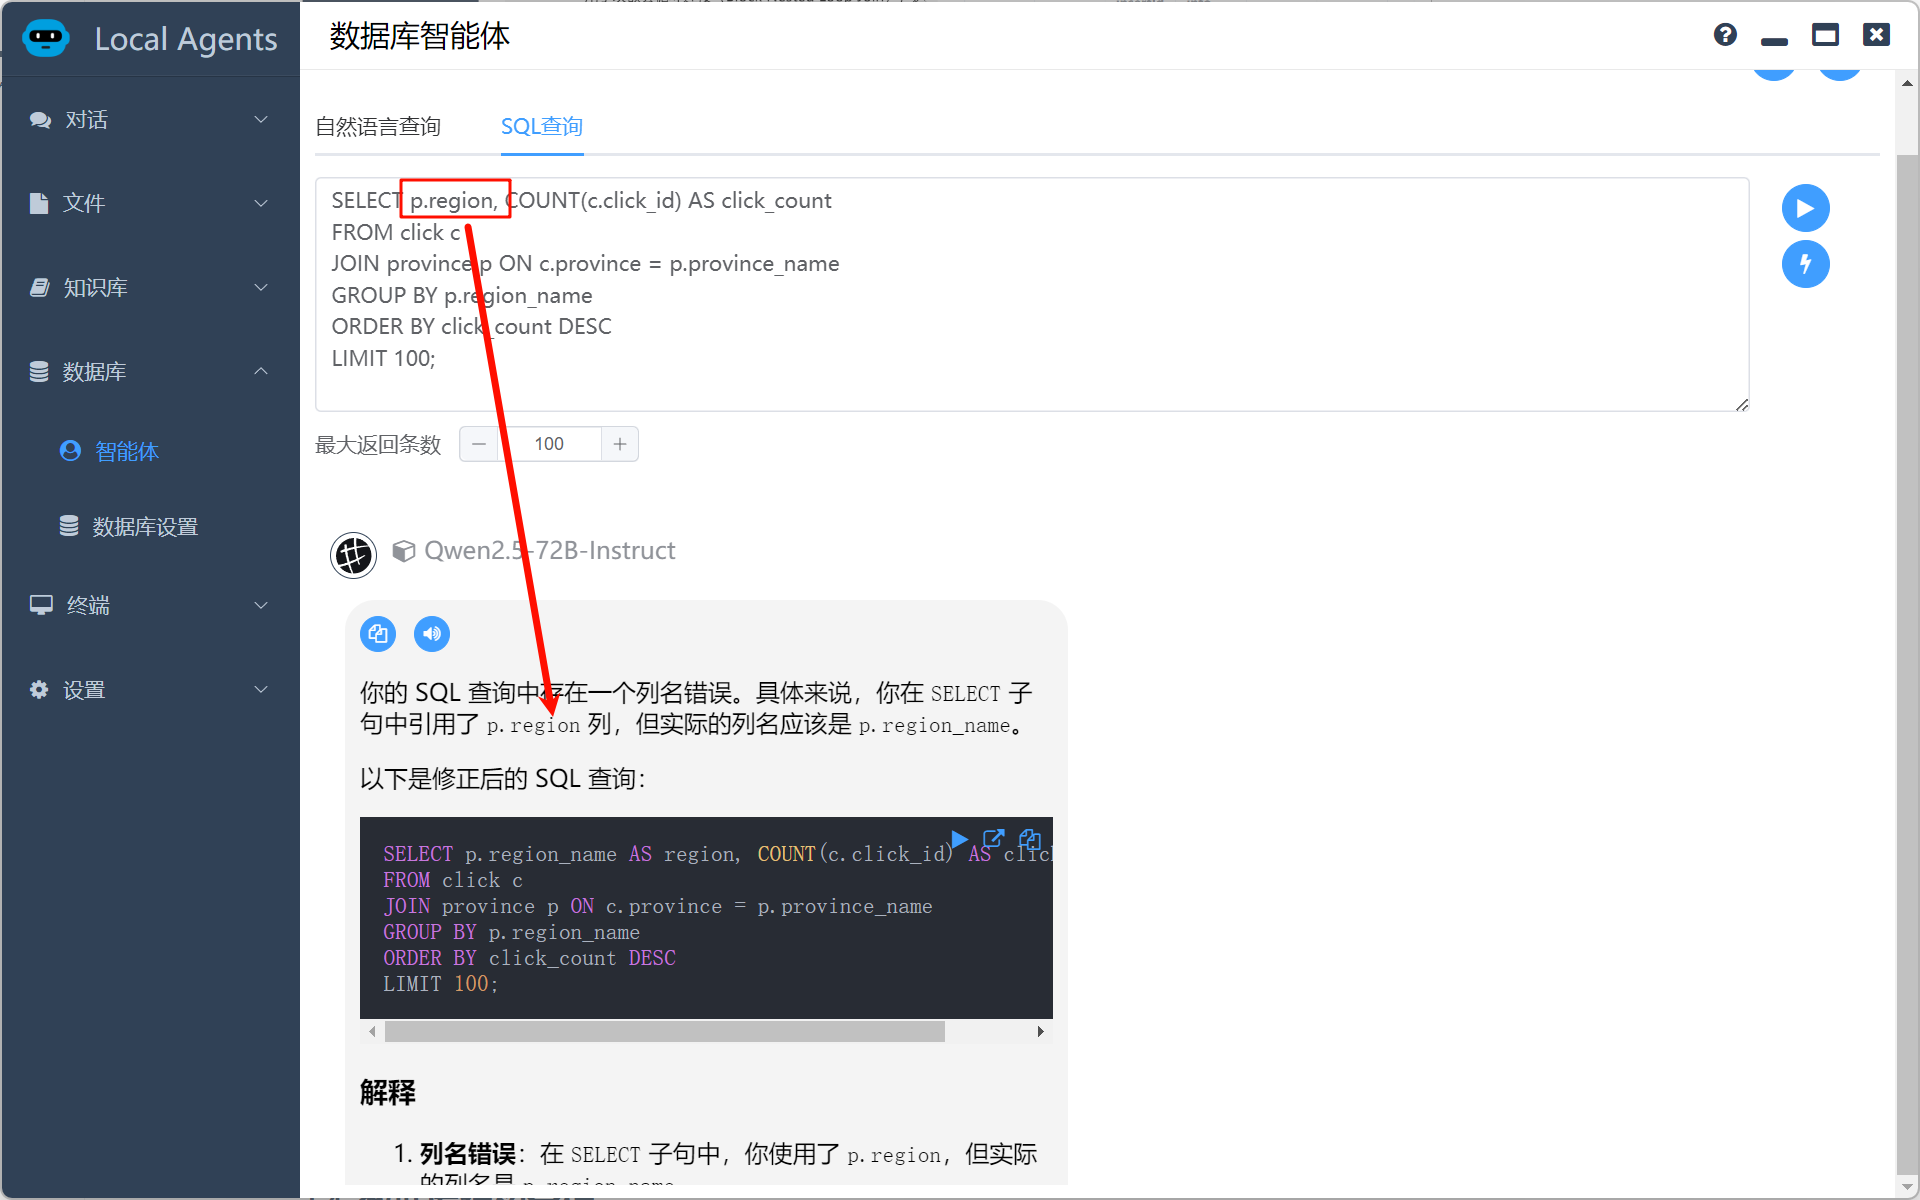 Local Agents
数据库智能体
对话
文件
知识库
数据库
智能体
数据库设置
终端
设置
自然语言查询
SQL查询
SELECT p.region, COUNT(c.click_id) AS click_count
FROM click c
JOIN province p ON c.province = p.province_name
GROUP BY p.region_name
ORDER BY click_count DESC
LIMIT 100;
最大返回条数
100
Qwen2.5-72B-Instruct
你的 SQL 查询中存在一个列名错误。具体来说，你在 SELECT 子
句中引用了 p.region 列，但实际的列名应该是 p.region_name。
以下是修正后的 SQL 查询：
SELECT p.region_name AS region, COUNT(c.click_id) AS clic
FROM click c
JOIN province p ON c.province = p.province_name
GROUP BY p.region_name
ORDER BY click_count DESC
LIMIT 100;
解释
1. 列名错误：在 SELECT 子句中，你使用了 p.region，但实际
的列名是 p.region_name